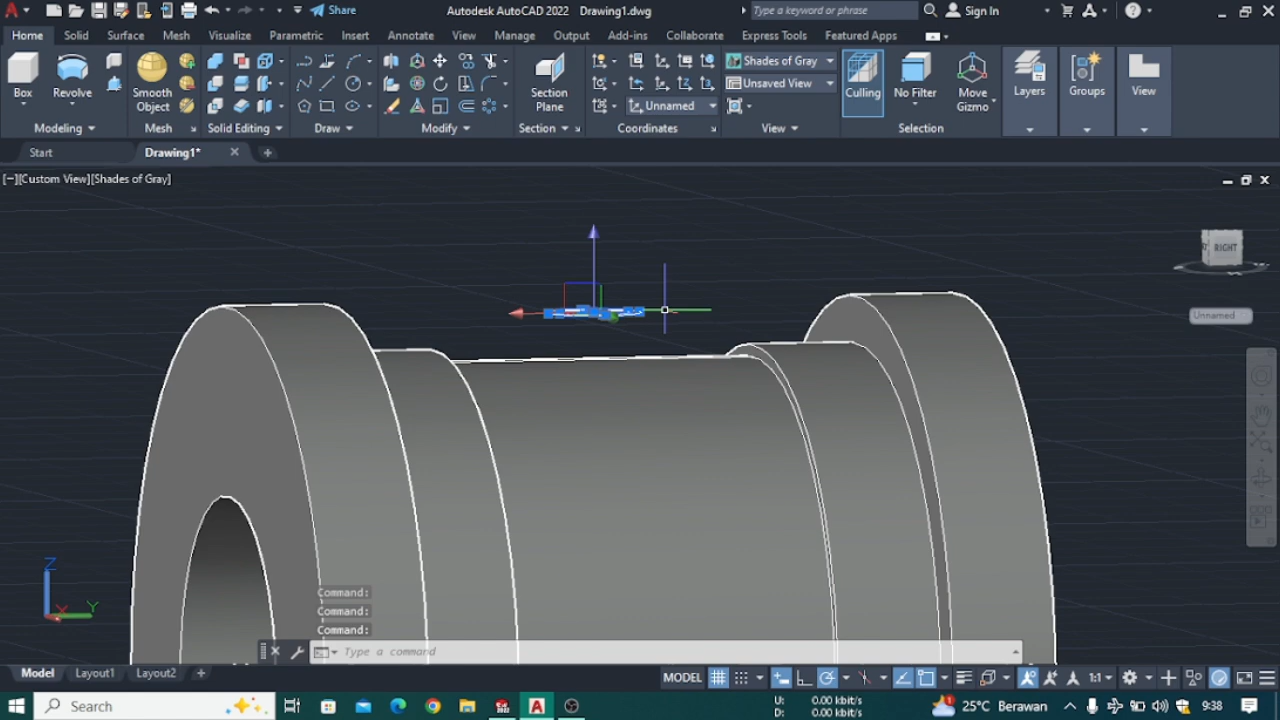 Share
Autodesk AutoCAD 2022 Drawing1.dwg
Type a keyword or phrase
Sign In
Home Solid Surface Mesh Visualize Parametric Insert Annotate View Manage Output Add-ins Collaborate Express Tools Featured Apps
Box
Revolve
Smooth
Object
Section
Plane
Unnamed
Shades of Gray
Unsaved View
Culling
No Filter
Move
Gizmo
Layers
Groups
View
Modeling
Mesh
Solid Editing
Draw
Modify
Section
Coordinates
View
Selection
Start
Drawing1*
[−][Custom View][Shades of Gray]
RIGHT
Unnamed
Z
X
Y
Command:
Command:
Command:
Type a command
Model Layout1 Layout2
MODEL
1:1
Search
U: 0.00 kbit/s
D: 0.00 kbit/s
25°C Berawan
9:38